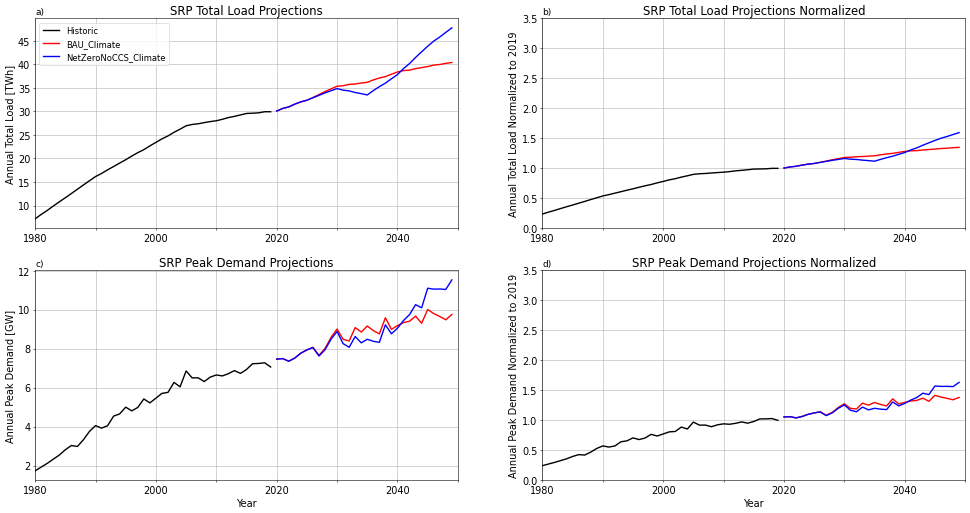 a)
SRP Total Load Projections
Historic
BAU_Climate
NetZeroNoCCS_Climate
Annual Total Load [TWh]
45
40
35
30
25
20
15
10
1980
2000
2020
2040
b)
SRP Total Load Projections Normalized
Annual Total Load Normalized to 2019
3.5
3.0
2.5
2.0
1.5
1.0
0.5
0.0
1980
2000
2020
2040
c)
SRP Peak Demand Projections
Annual Peak Demand [GW]
12
10
8
6
4
2
1980
2000
2020
2040
Year
d)
SRP Peak Demand Projections Normalized
Annual Peak Demand Normalized to 2019
3.5
3.0
2.5
2.0
1.5
1.0
0.5
0.0
1980
2000
2020
2040
Year